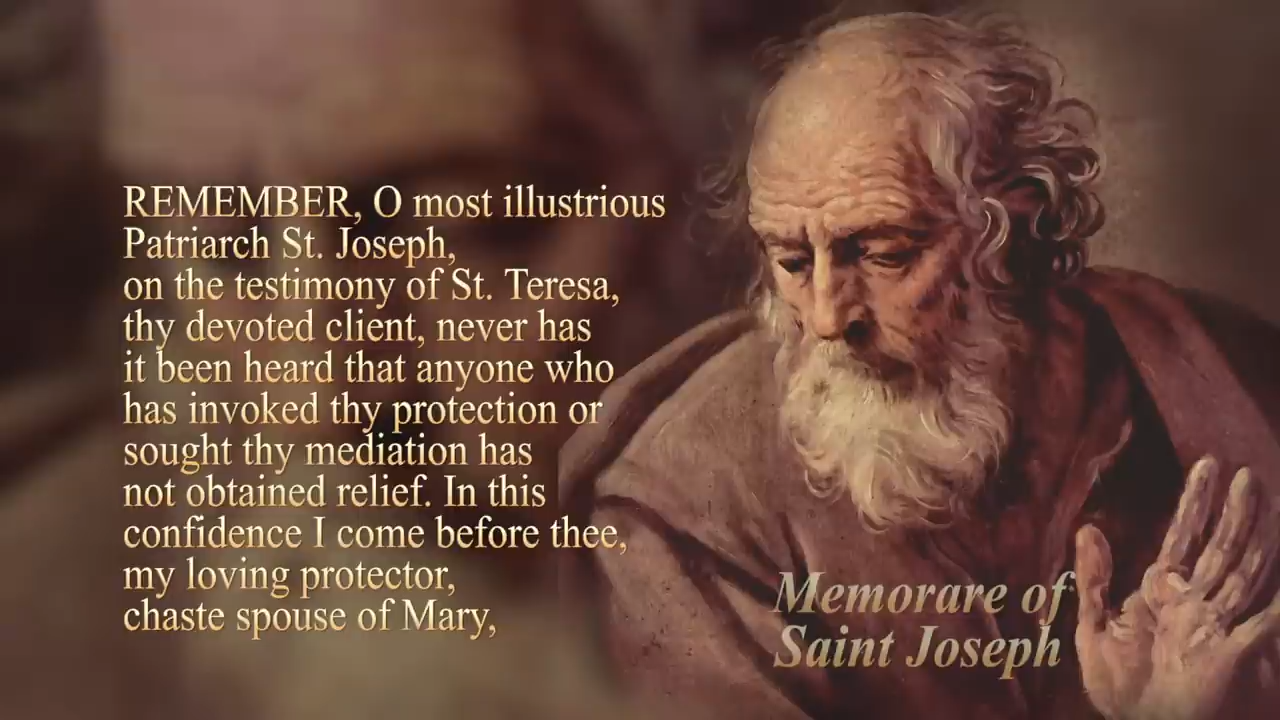 REMEMBER, O most illustrious
Patriarch St. Joseph,
on the testimony of St. Teresa,
thy devoted client, never has
it been heard that anyone who
has invoked thy protection or
sought thy mediation has
not obtained relief. In this
confidence I come before thee,
my loving protector,
chaste spouse of Mary,
Memorare of
Saint Joseph